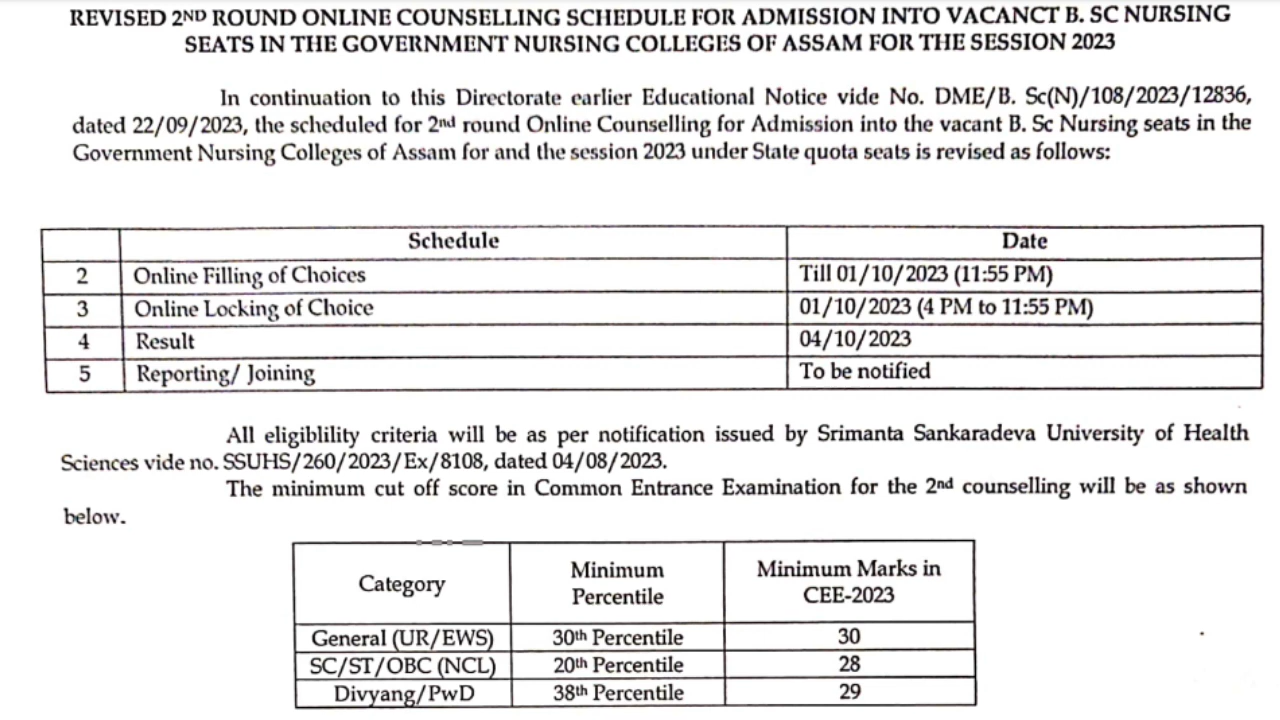 REVISED 2ND ROUND ONLINE COUNSELLING SCHEDULE FOR ADMISSION INTO VACANCT B. SC NURSING
SEATS IN THE GOVERNMENT NURSING COLLEGES OF ASSAM FOR THE SESSION 2023
In continuation to this Directorate earlier Educational Notice vide No. DME/B. Sc(N)/108/2023/12836,
dated 22/09/2023, the scheduled for 2nd round Online Counselling for Admission into the vacant B. Sc Nursing seats in the
Government Nursing Colleges of Assam for and the session 2023 under State quota seats is revised as follows:
Schedule Date
2 Online Filling of Choices Till 01/10/2023 (11:55 PM)
3 Online Locking of Choice 01/10/2023 (4 PM to 11:55 PM)
4 Result 04/10/2023
5 Reporting/ Joining To be notified
All eligiblility criteria will be as per notification issued by Srimanta Sankaradeva University of Health
Sciences vide no. SSUHS/260/2023/Ex/8108, dated 04/08/2023.
The minimum cut off score in Common Entrance Examination for the 2nd counselling will be as shown
below.
Category Minimum Percentile Minimum Marks in CEE-2023
General (UR/EWS) 30th Percentile 30
SC/ST/OBC (NCL) 20th Percentile 28
Divyang/PwD 38th Percentile 29